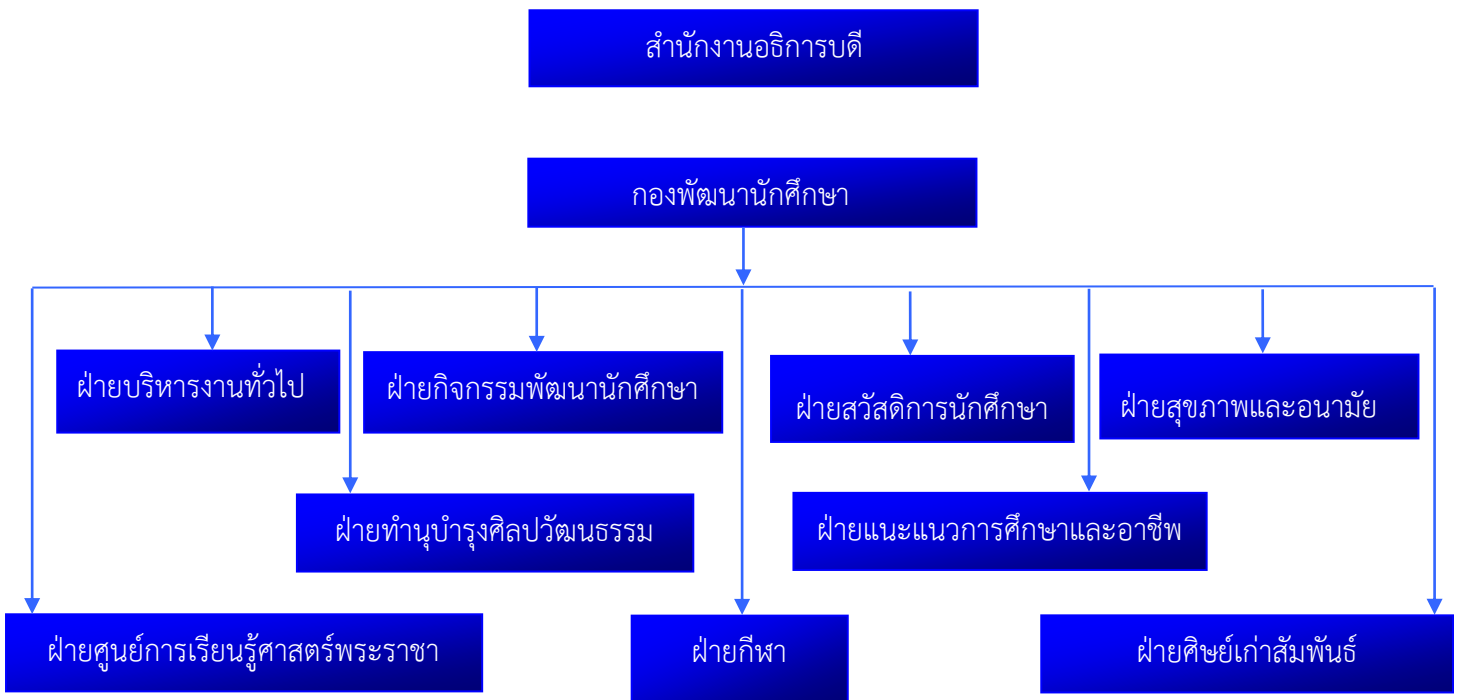 สำนักงานอธิการบดี
กองพัฒนานักศึกษา
ฝ่ายบริหารงานทั่วไป
ฝ่ายกิจกรรมพัฒนานักศึกษา
ฝ่ายสวัสดิการนักศึกษา
ฝ่ายสุขภาพและอนามัย
ฝ่ายทำนุบำรุงศิลปวัฒนธรรม
ฝ่ายแนะแนวการศึกษาและอาชีพ
ฝ่ายศูนย์การเรียนรู้ศาสตร์พระราชา
ฝ่ายกีฬา
ฝ่ายศิษย์เก่าสัมพันธ์